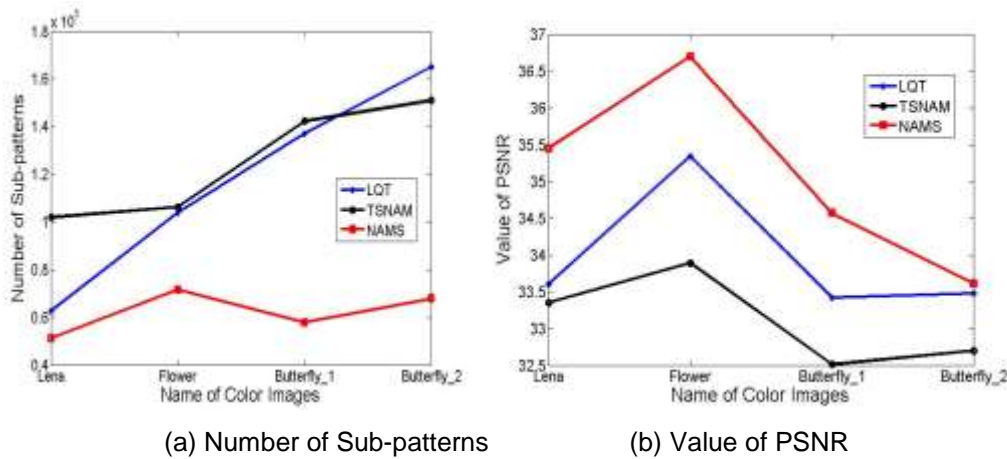 1.8
1.6
1.4
1.2
1
0.8
0.6
0.4
Number of Sub-patterns
LQT
TSNAM
NAMS
Lena Flower Butterfly_1 Butterfly_2
Name of Color Images
37
36.5
36
35.5
35
34.5
34
33.5
33
32.5
Value of PSNR
LQT
TSNAM
NAMS
Lena Flower Butterfly_1 Butterfly_2
Name of Color Images
(a) Number of Sub-patterns (b) Value of PSNR